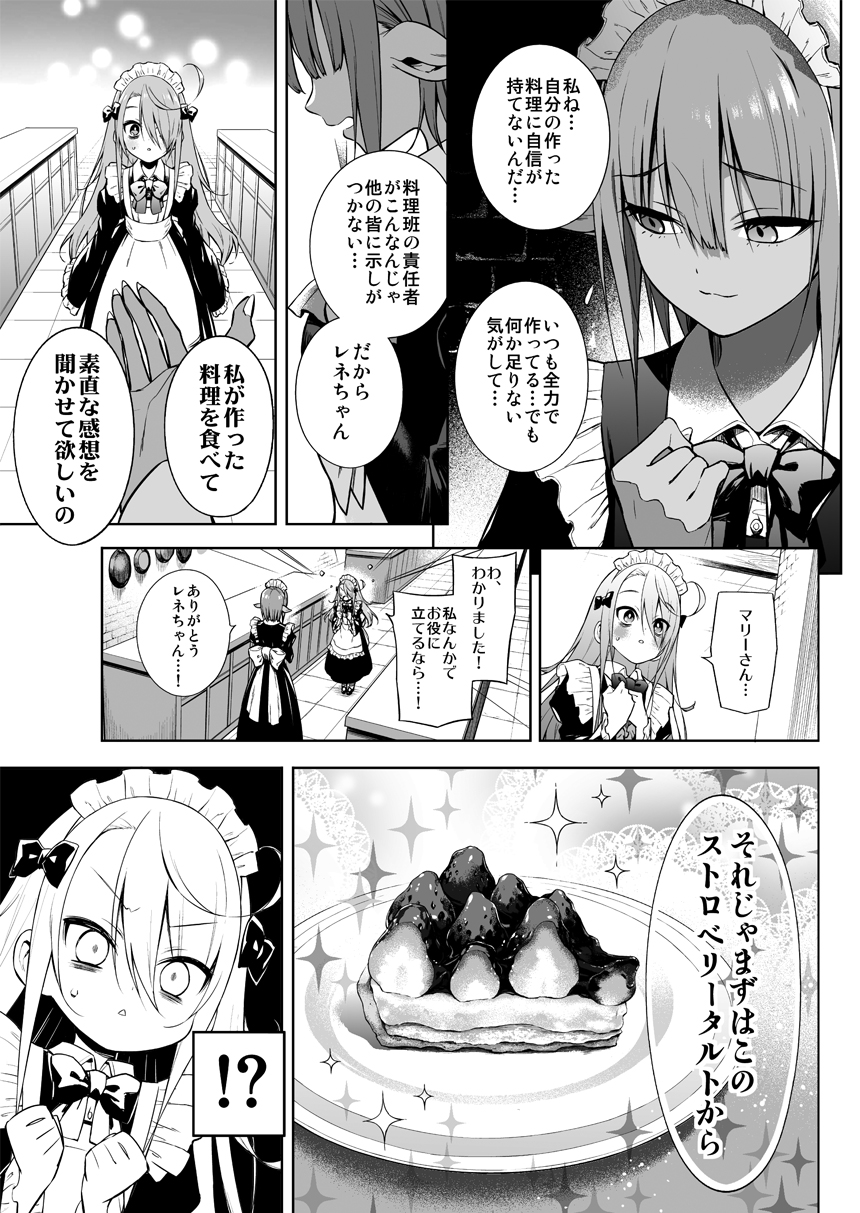 私ね…
自分の作った
料理に自信が
持てないんだ…
いつも全力で
作ってる…でも
何か足りない
気がして…
料理班の責任者
がこんなんじゃ
他の皆に示しが
つかない…
だから
レネちゃん
私が作った
料理を食べて
素直な感想を
聞かせて欲しいの
マリーさん…
わ、
わかりました！
私なんかで
お役に
立てるなら…！
ありがとう
レネちゃん…！
それじゃまずはこの
ストロベリータルトから
!?